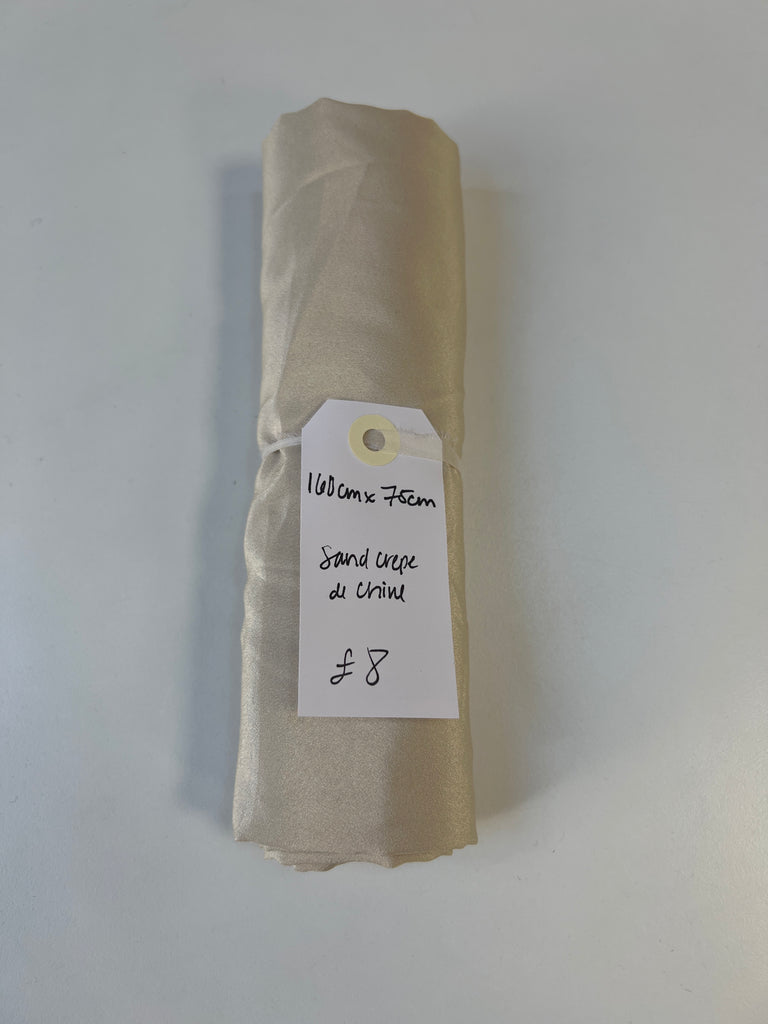 160cm x 75cm
Sand crepe
de Chine
£8